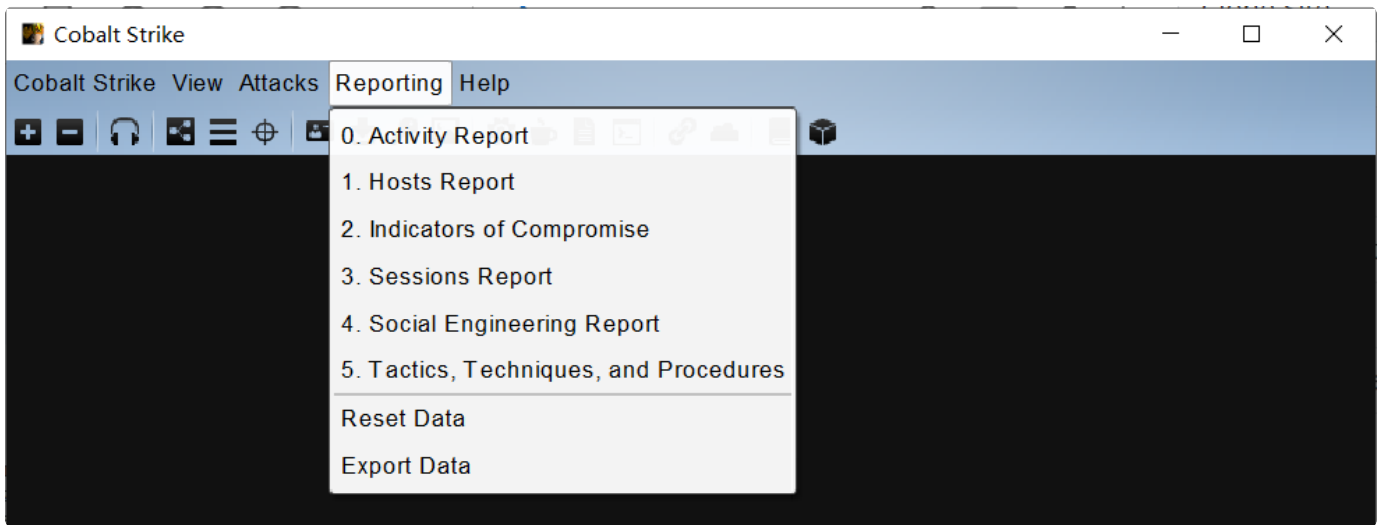 Cobalt Strike
Cobalt Strike View Attacks Reporting Help
0. Activity Report
1. Hosts Report
2. Indicators of Compromise
3. Sessions Report
4. Social Engineering Report
5. Tactics, Techniques, and Procedures
Reset Data
Export Data